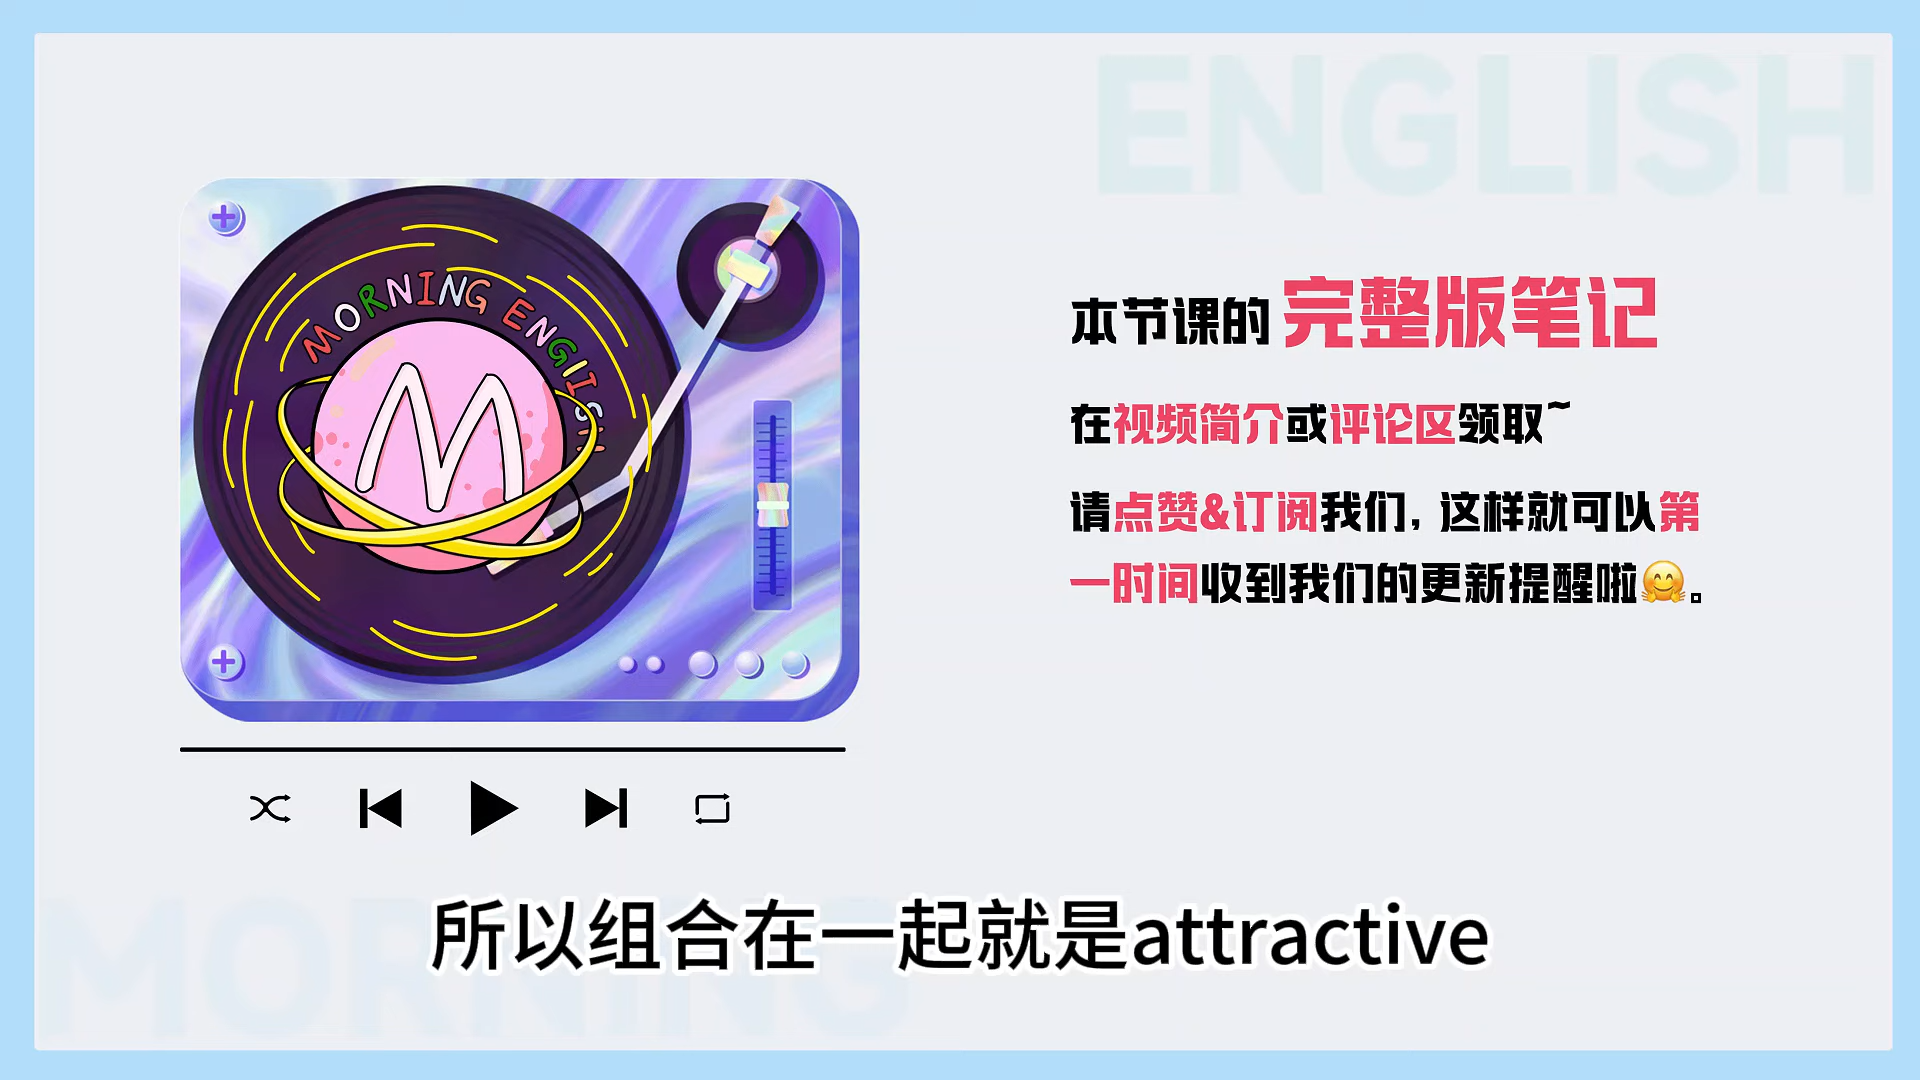 ENGLISH
MORNING ENGLISH
M
本节课的 完整版笔记
在视频简介或评论区领取~
请点赞&订阅我们，这样就可以第
一时间收到我们的更新提醒啦🤗。
MORNING
所以组合在一起就是attractive